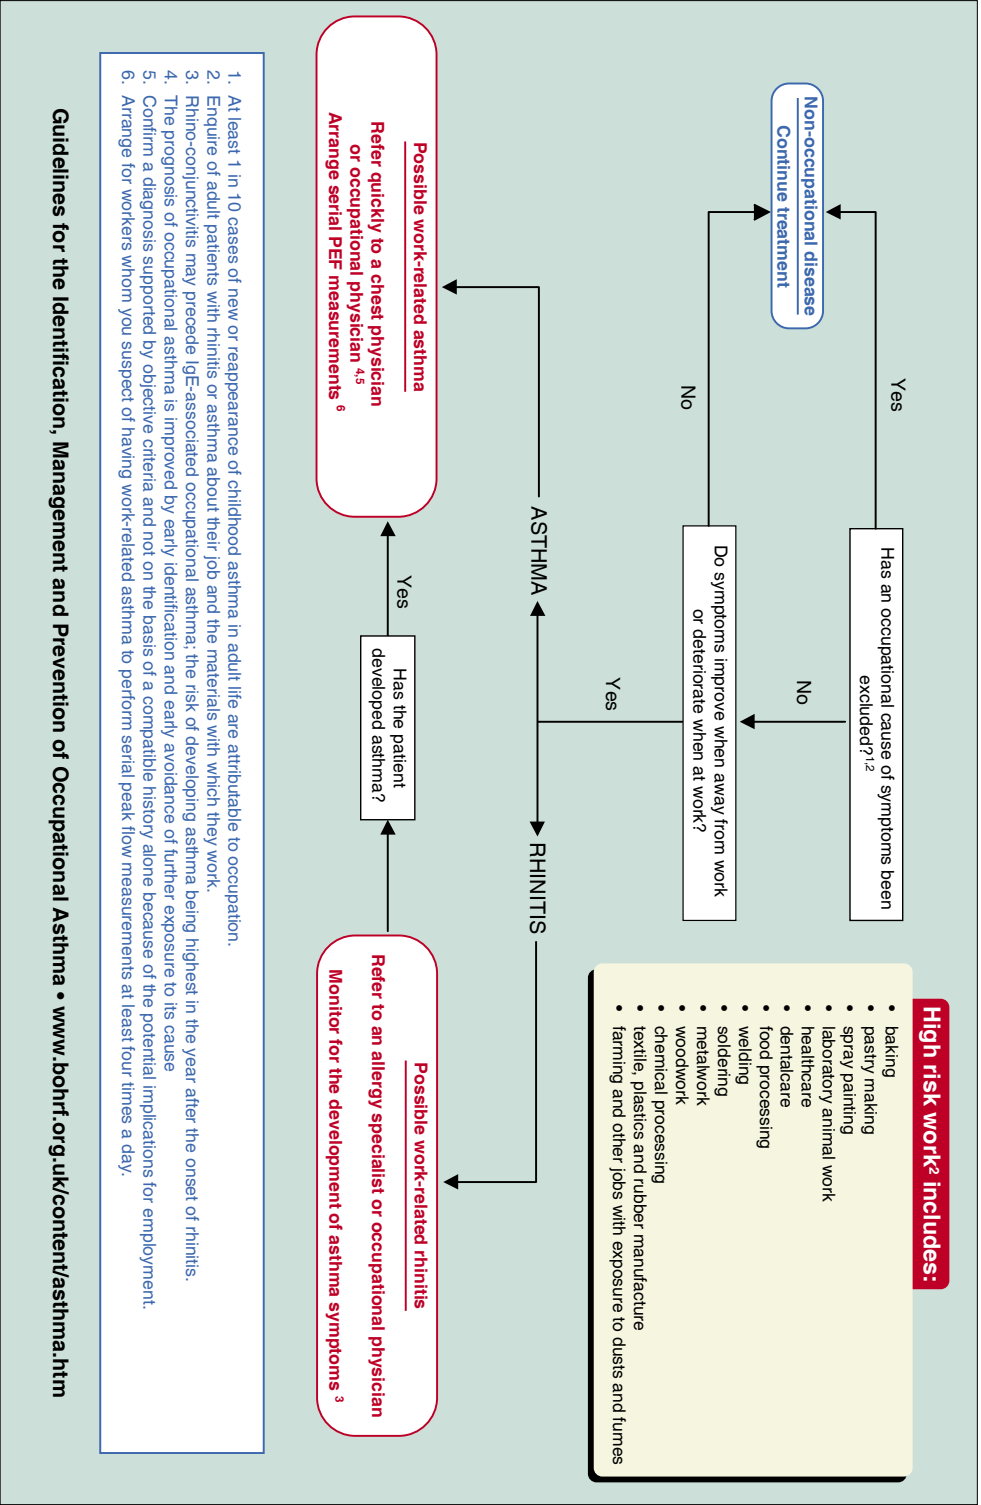 High risk work2 includes:
• baking
• pastry making
• spray painting
• laboratory animal work
• healthcare
• dentalcare
• food processing
• welding
• soldering
• metalwork
• woodwork
• chemical processing
• textile, plastics and rubber manufacture
• farming and other jobs with exposure to dusts and fumes
Has an occupational cause of symptoms been
excluded?1,2
Yes
No
Non-occupational disease
Continue treatment
Do symptoms improve when away from work
or deteriorate when at work?
No
Yes
ASTHMA
RHINITIS
Possible work-related asthma
Refer quickly to a chest physician
or occupational physician 4,5
Arrange serial PEF measurements 6
Yes
Has the patient
developed asthma?
Possible work-related rhinitis
Refer to an allergy specialist or occupational physician
Monitor for the development of asthma symptoms 3
1. At least 1 in 10 cases of new or reappearance of childhood asthma in adult life are attributable to occupation.
2. Enquire of adult patients with rhinitis or asthma about their job and the materials with which they work.
3. Rhino-conjunctivitis may precede IgE-associated occupational asthma; the risk of developing asthma being highest in the year after the onset of rhinitis.
4. The prognosis of occupational asthma is improved by early identification and early avoidance of further exposure to its cause
5. Confirm a diagnosis supported by objective criteria and not on the basis of a compatible history alone because of the potential implications for employment.
6. Arrange for workers whom you suspect of having work-related asthma to perform serial peak flow measurements at least four times a day.
Guidelines for the Identification, Management and Prevention of Occupational Asthma • www.bohrf.org.uk/content/asthma.htm